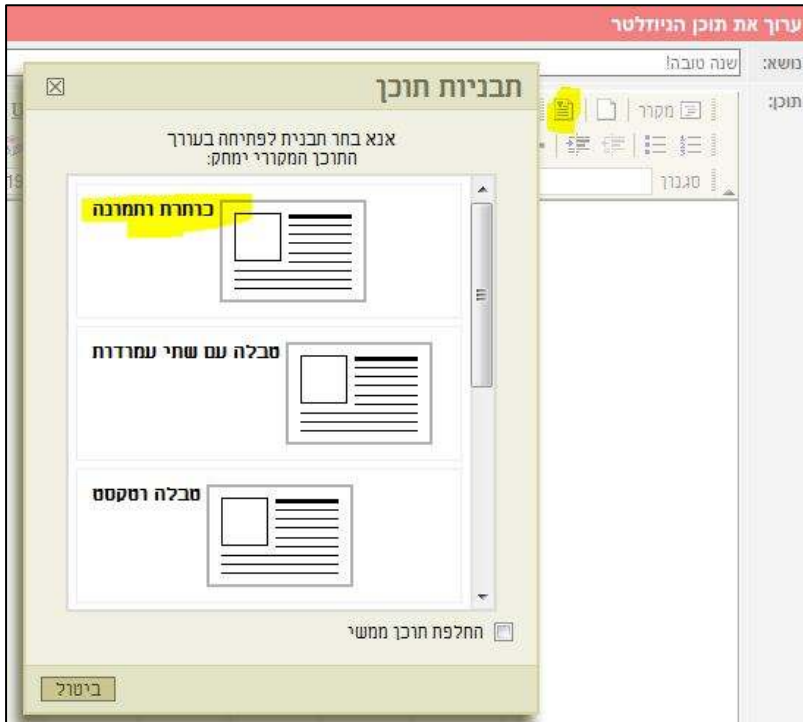 ערוך את תוכן הניוזלטר
נושא: שנה טובה!
תוכן:
מקור
סגנון
תבניות תוכן
אנא בחר תבנית לפתיחה בעורך
התוכן המקורי ימחק:
כותרת ותמונה
טבלה עם שתי עמודות
טבלה וטקסט
החלפת תוכן ממשי
ביטול